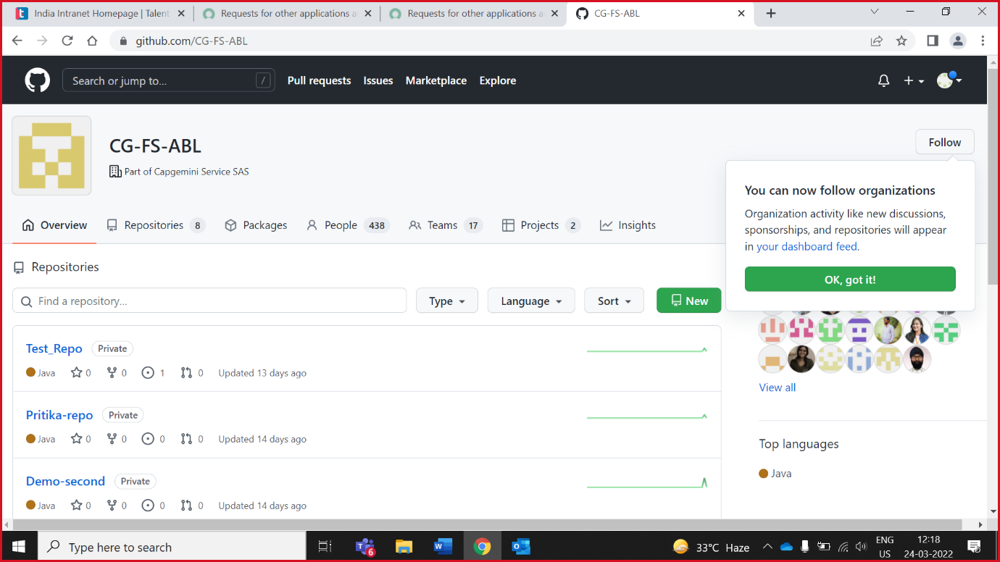 India Intranet Homepage | Talent
Requests for other applications a
Requests for other applications a
CG-FS-ABL
github.com/CG-FS-ABL
Search or jump to...
/
Pull requests
Issues
Marketplace
Explore
CG-FS-ABL
Part of Capgemini Service SAS
Follow
You can now follow organizations
Organization activity like new discussions,
sponsorships, and repositories will appear
in your dashboard feed.
OK, got it!
Overview
Repositories 8
Packages
People 438
Teams 17
Projects 2
Insights
Repositories
Find a repository...
Type
Language
Sort
New
Test_Repo Private
Java 0 0 1 0 Updated 13 days ago
Pritika-repo Private
Java 0 0 0 0 Updated 14 days ago
Demo-second Private
Java 0 0 0 0 Updated 14 days ago
View all
Top languages
Java
Type here to search
6
33°C Haze
ENG
US
12:18
24-03-2022